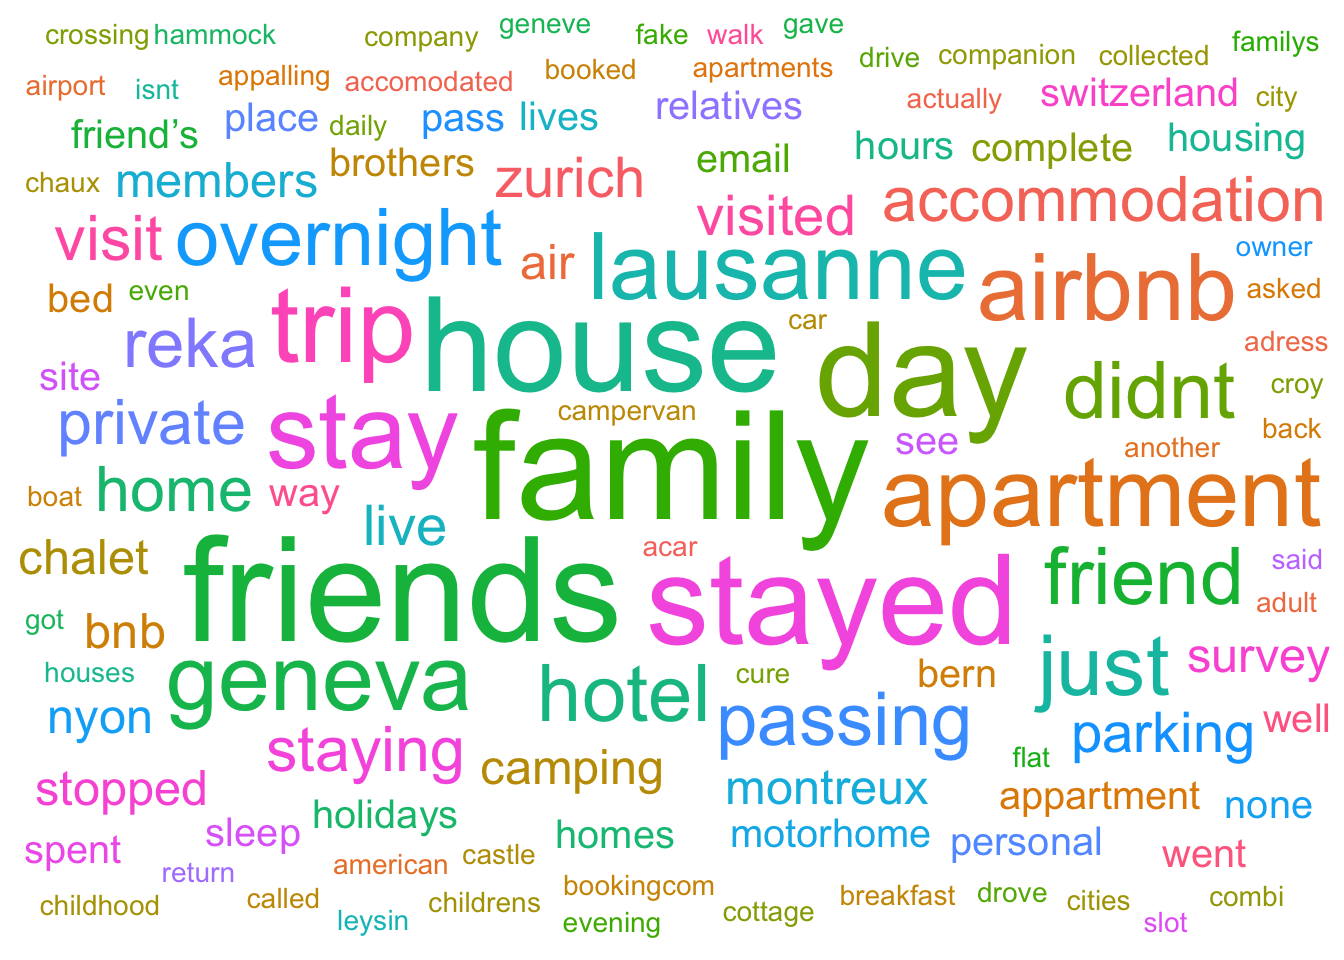 crossing hammock company geneve fake walk gave familys
airport isnt appalling accomodated booked apartments drive companion collected
friend’s place daily pass lives relatives actually switzerland city
chaux members brothers zurich email hours complete housing
visit overnight air lausanne visited accommodation owner
bed even trip house car airbnb asked
reka day adress
site stay campervan didnt croy
private family see another back
boat home way live apartment
chalet friends acar stayed friend said
got bnb adult
houses geneva hotel cure bern just survey
nyon staying passing parking well
stopped camping montreux flat appartment none
spent sleep holidays homes motorhome personal went
return american castle
childhood called leysin childrens bookingcom evening cottage breakfast drove cities slot combi